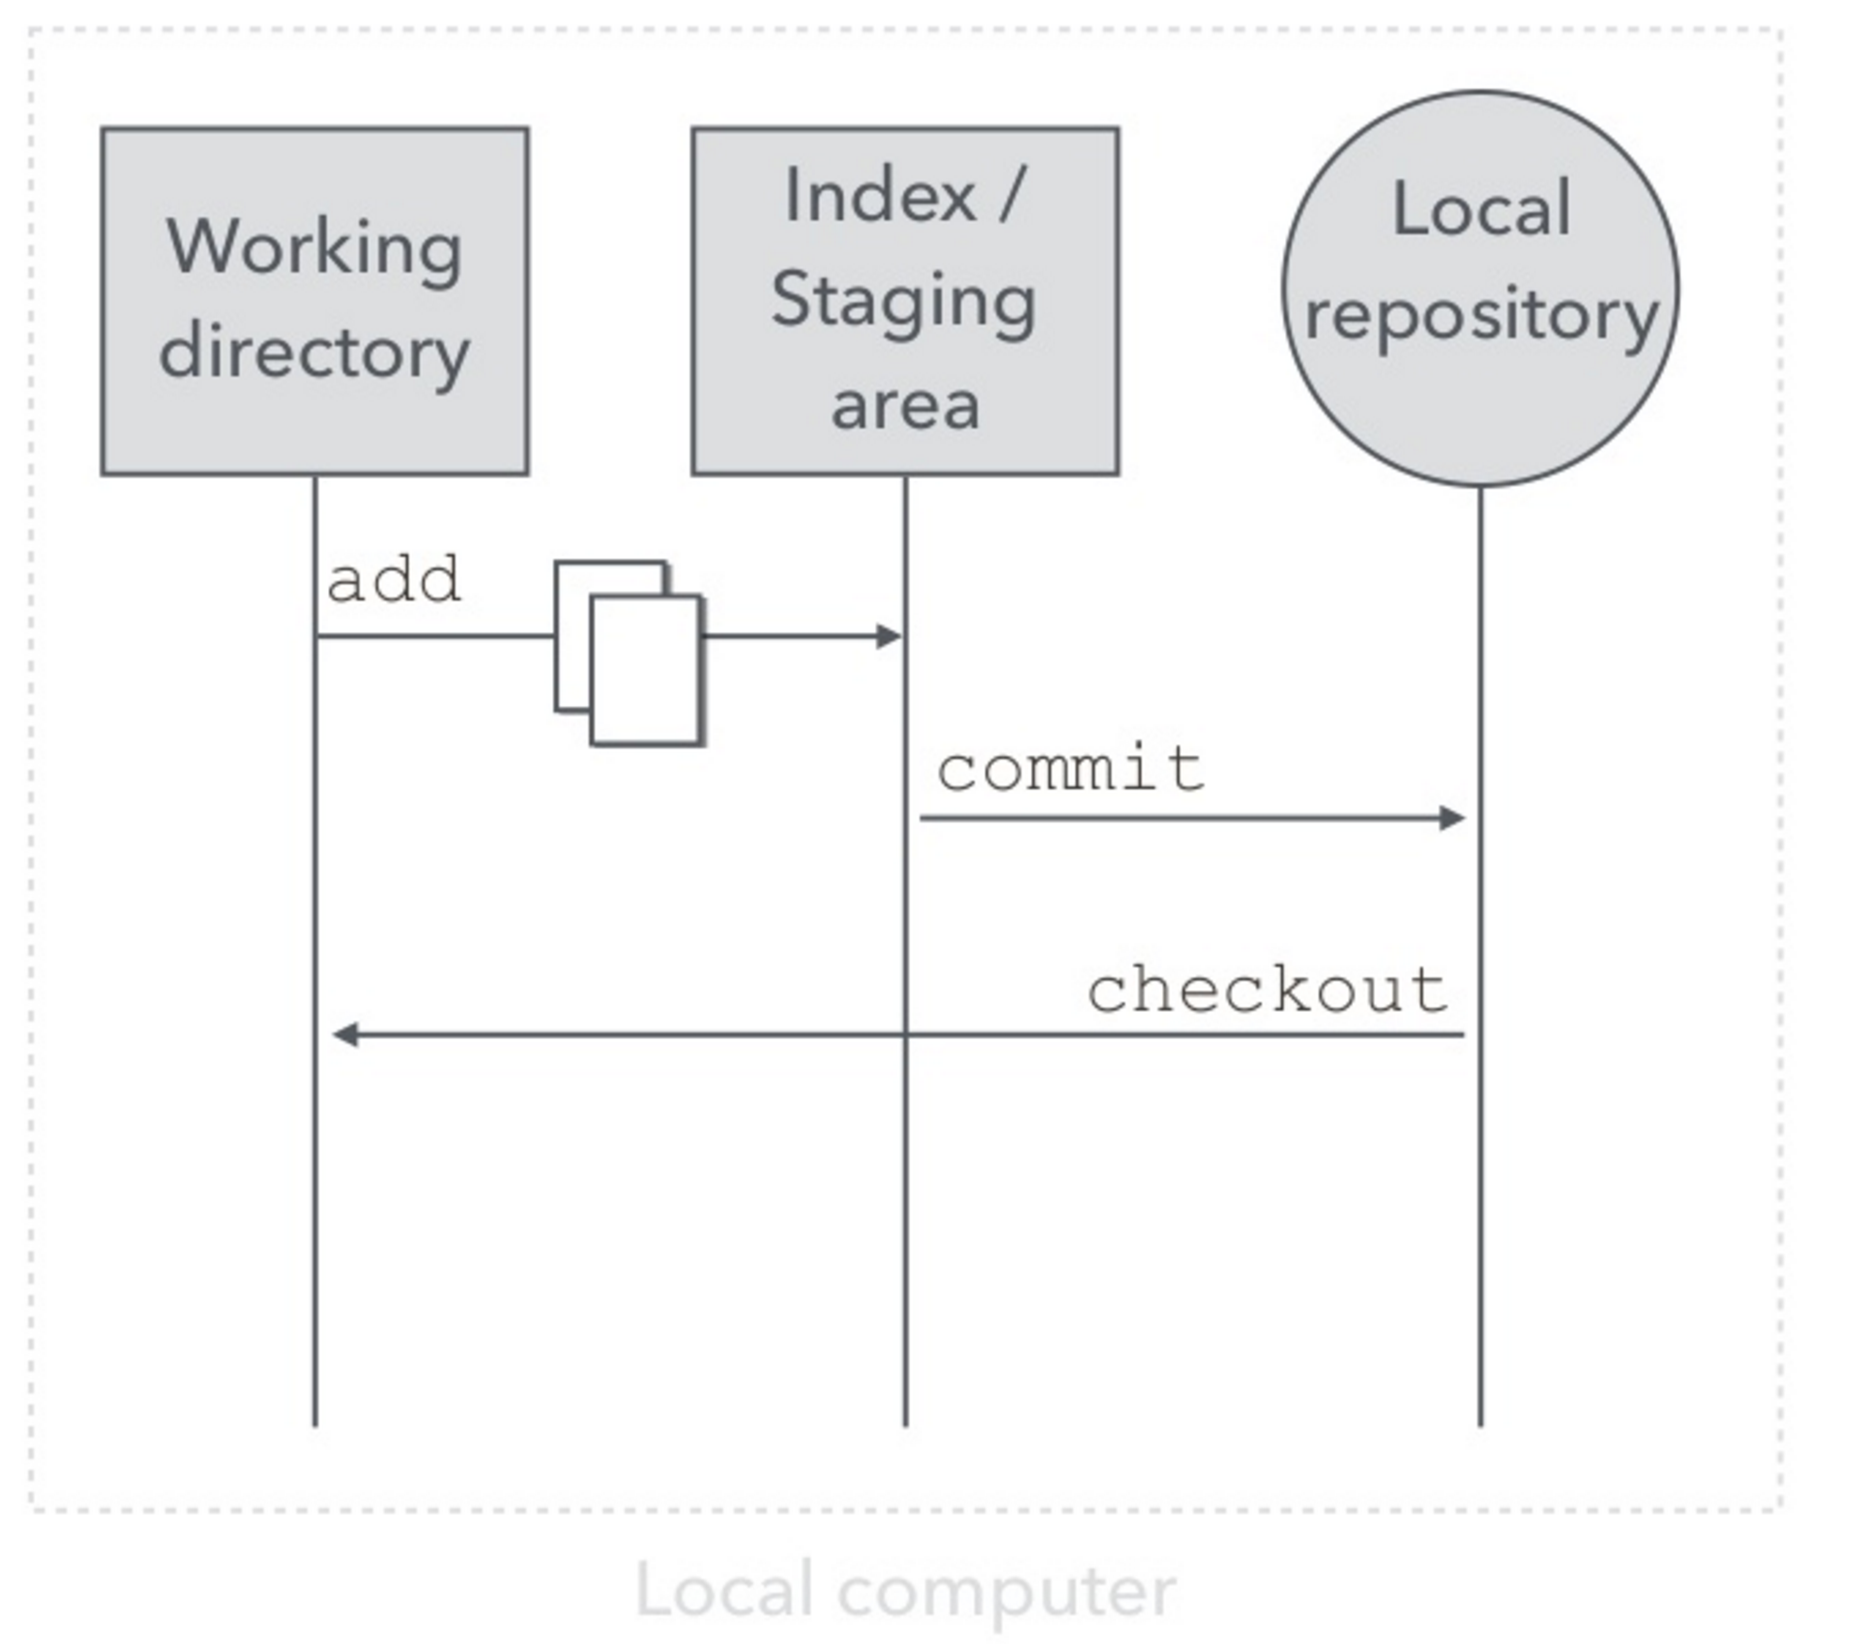 Working
directory
Index /
Staging
area
Local
repository
add
commit
checkout
Local computer